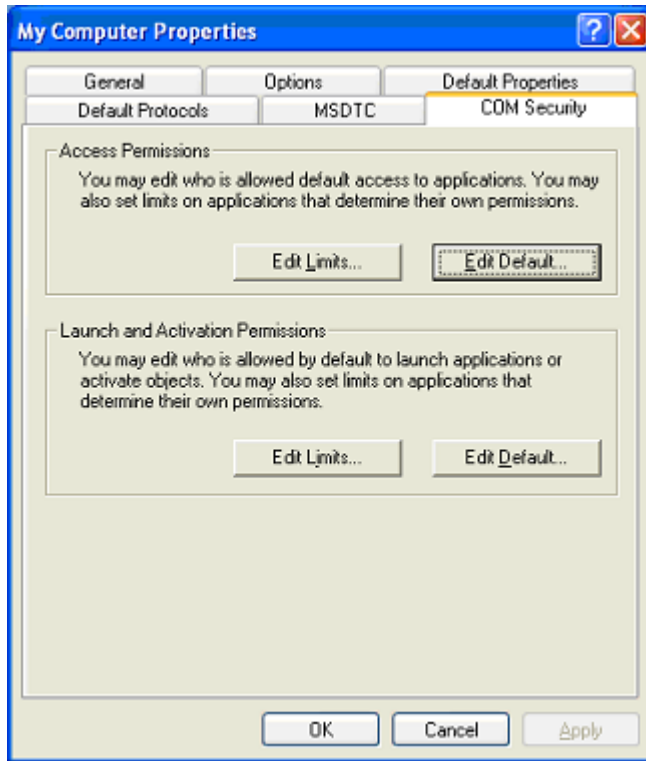 My Computer Properties
General Options Default Properties
Default Protocols MSDTC COM Security
Access Permissions
You may edit who is allowed default access to applications. You may
also set limits on applications that determine their own permissions.
Edit Limits... Edit Default...
Launch and Activation Permissions
You may edit who is allowed by default to launch applications or
activate objects. You may also set limits on applications that
determine their own permissions.
Edit Limits... Edit Default...
OK Cancel Apply